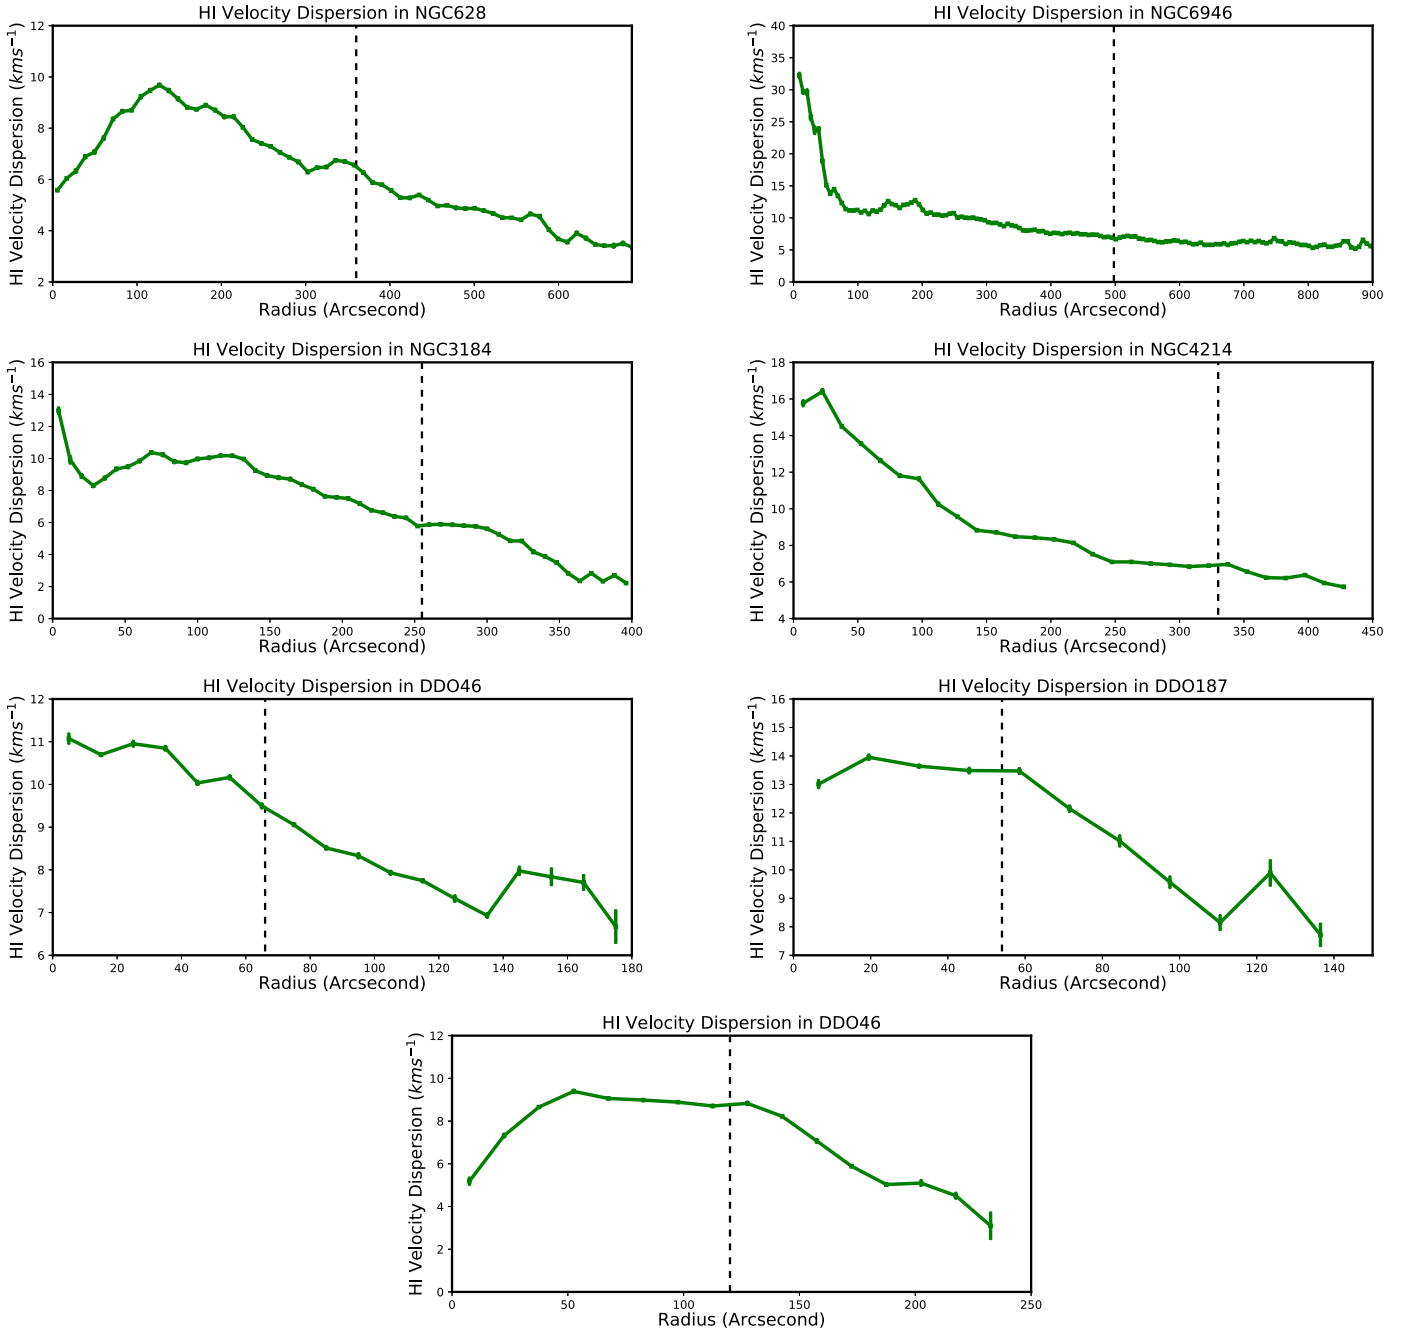 HI Velocity Dispersion in NGC628
HI Velocity Dispersion (kms⁻¹)
12
10
8
6
4
2
0 100 200 300 400 500 600
Radius (Arcsecond)
HI Velocity Dispersion in NGC6946
HI Velocity Dispersion (kms⁻¹)
40
35
30
25
20
15
10
5
0
0 100 200 300 400 500 600 700 800 900
Radius (Arcsecond)
HI Velocity Dispersion in NGC3184
HI Velocity Dispersion (kms⁻¹)
16
14
12
10
8
6
4
2
0
0 50 100 150 200 250 300 350 400
Radius (Arcsecond)
HI Velocity Dispersion in NGC4214
HI Velocity Dispersion (kms⁻¹)
18
16
14
12
10
8
6
4
0 50 100 150 200 250 300 350 400 450
Radius (Arcsecond)
HI Velocity Dispersion in DDO46
HI Velocity Dispersion (kms⁻¹)
12
11
10
9
8
7
6
0 20 40 60 80 100 120 140 160 180
Radius (Arcsecond)
HI Velocity Dispersion in DDO187
HI Velocity Dispersion (kms⁻¹)
16
15
14
13
12
11
10
9
8
7
0 20 40 60 80 100 120 140
Radius (Arcsecond)
HI Velocity Dispersion in DDO46
HI Velocity Dispersion (kms⁻¹)
12
10
8
6
4
2
0
0 50 100 150 200 250
Radius (Arcsecond)